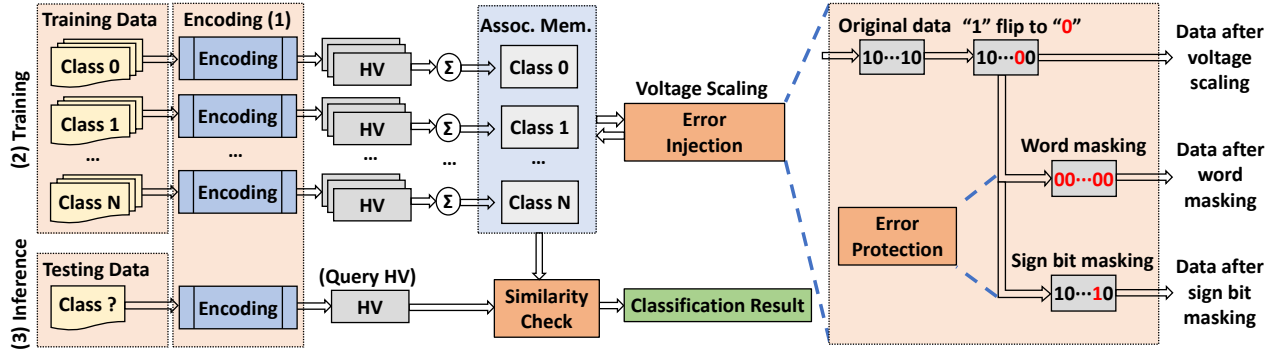 Training Data
Encoding (1)
Assoc. Mem.
Original data
“1” flip to “0”
Class 0
Encoding
HV
Σ
Class 0
10···10
10···00
Data after
voltage
scaling
(2) Training
Class 1
Encoding
HV
Σ
Class 1
Voltage Scaling
Error
Injection
...
...
...
...
...
Word masking
00···00
Data after
word
masking
Class N
Encoding
HV
Σ
Class N
Error
Protection
(3) Inference
Testing Data
(Query HV)
Class ?
Encoding
HV
Similarity
Check
Classification Result
Sign bit masking
10···10
Data after
sign bit
masking